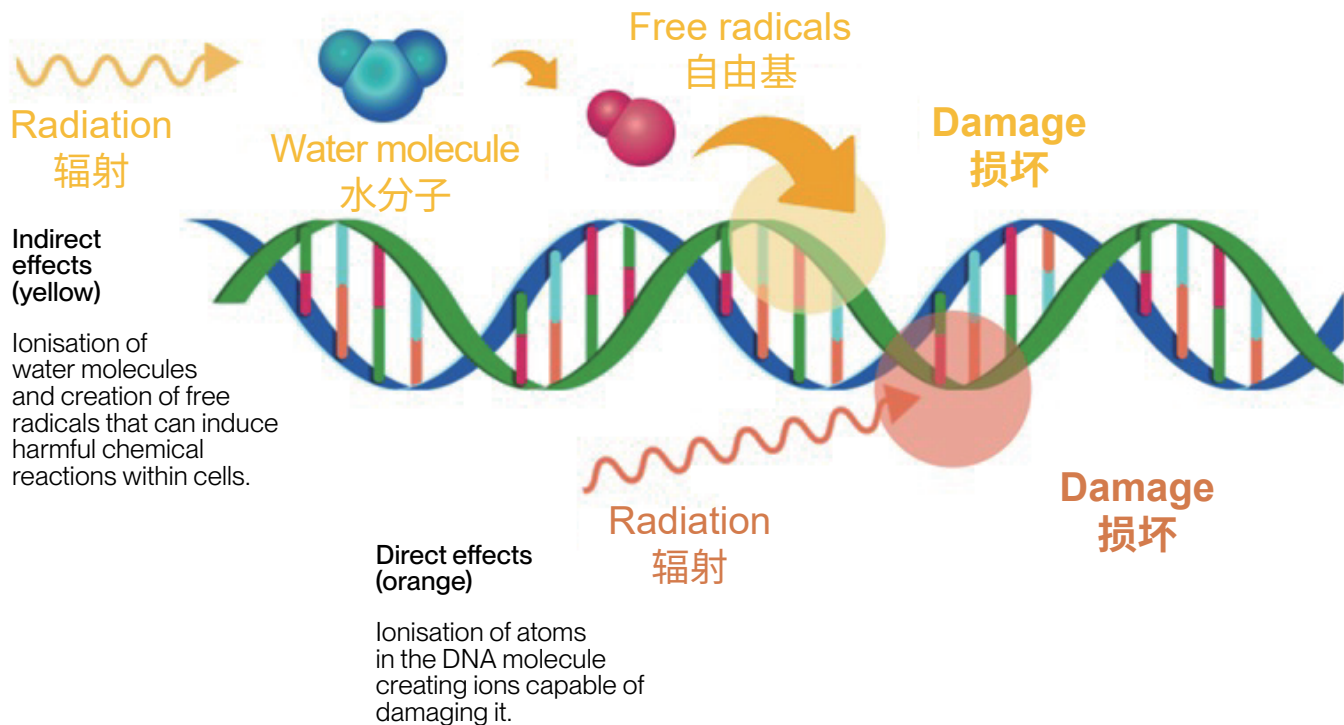 Free radicals
自由基
Radiation
辐射
Water molecule
水分子
Damage
损坏
Indirect
effects
(yellow)
Ionisation of
water molecules
and creation of free
radicals that can induce
harmful chemical
reactions within cells.
Radiation
辐射
Damage
损坏
Direct effects
(orange)
Ionisation of atoms
in the DNA molecule
creating ions capable of
damaging it.